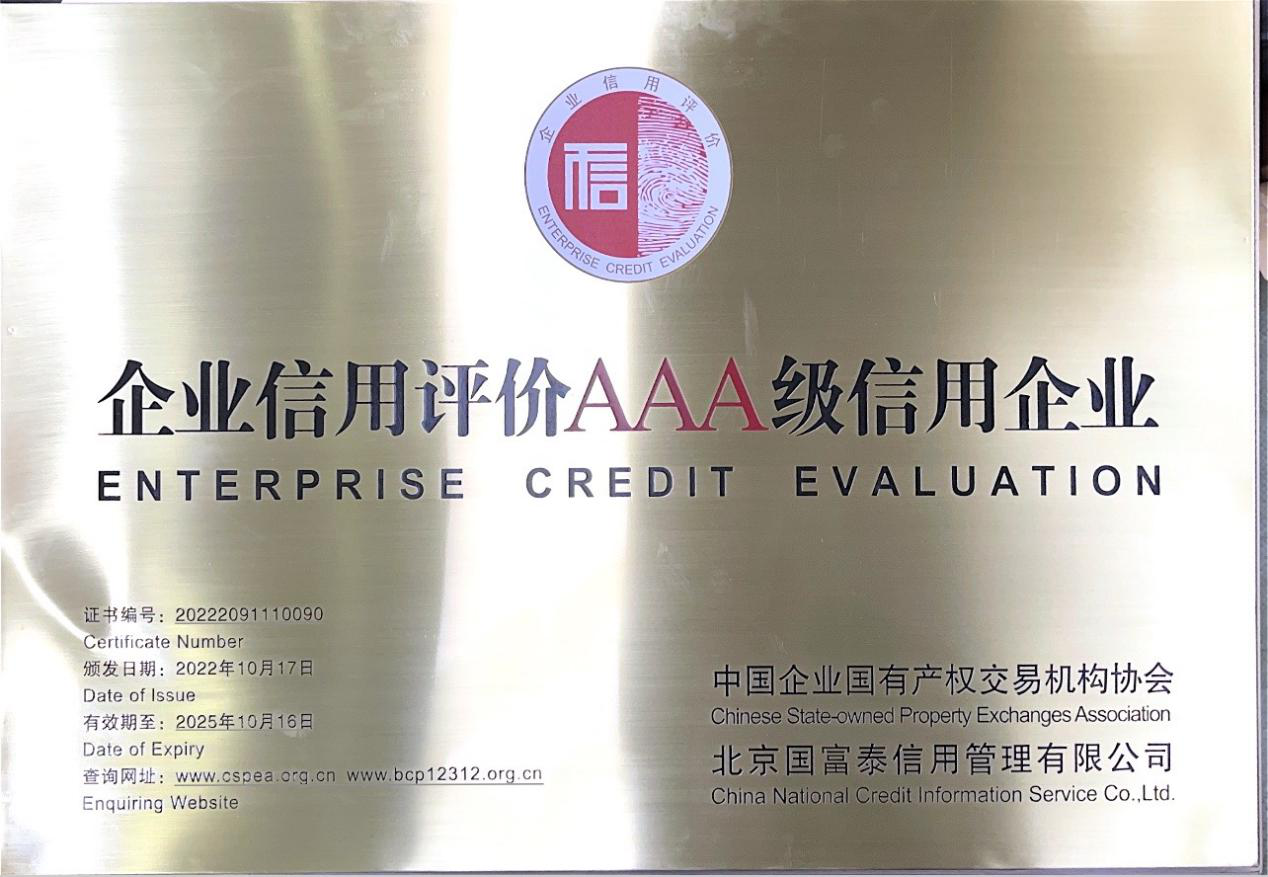 企业信用评价
信
ENTERPRISE CREDIT EVALUATION
企业信用评价AAA级信用企业
ENTERPRISE CREDIT EVALUATION
证书编号：20222091110090
Certificate Number
颁发日期：2022年10月17日
Date of Issue
有效期至：2025年10月16日
Date of Expiry
查询网址：www.cspea.org.cn www.bcp12312.org.cn
Enquiring Website
中国企业国有产权交易机构协会
Chinese State-owned Property Exchanges Association
北京国富泰信用管理有限公司
China National Credit Information Service Co.,Ltd.